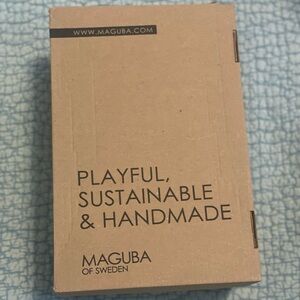 WWW.MAGUBA.COM
PLAYFUL,
SUSTAINABLE
& HANDMADE
MAGUBA
OF SWEDEN